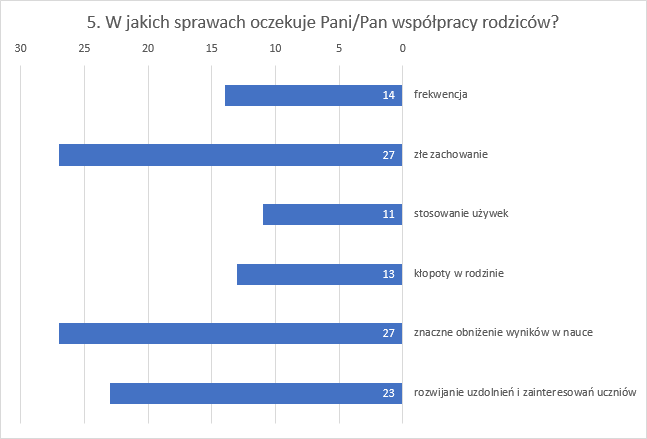 5. W jakich sprawach oczekuje Pani/Pan współpracy rodziców?
30 25 20 15 10 5 0
14 frekwencja
27 złe zachowanie
11 stosowanie używek
13 kłopoty w rodzinie
27 znaczne obniżenie wyników w nauce
23 rozwijanie uzdolnień i zainteresowań uczniów